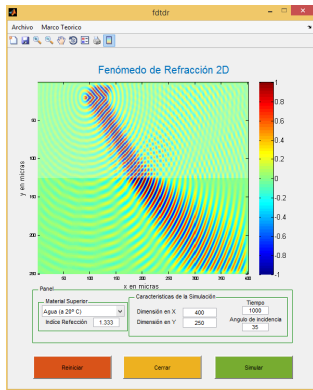 fdtdr
Archivo Marco Teorico
Fenómedo de Refracción 2D
1
0.8
0.6
0.4
0.2
0
-0.2
-0.4
-0.6
-0.8
-1
y en micras
50
100
150
200
250
50 100 150 200 250 300 350 400
x en micras
Panel
Material Superior
Agua (a 20º C)
Indice Refracción 1.333
Características de la Simulación
Dimensión en X 400
Dimensión en Y 250
Tiempo
1000
Angulo de incidencia
35
Reiniciar Cerrar Simular